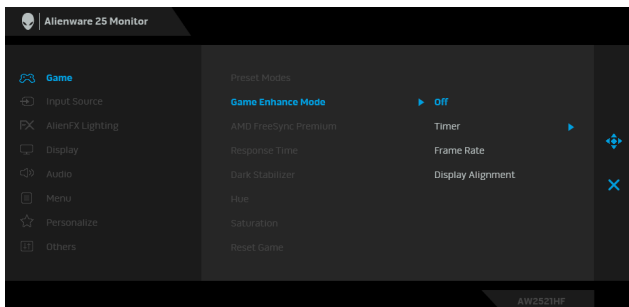 Alienware 25 Monitor
Game
Input Source
AlienFX Lighting
Display
Audio
Menu
Personalize
Others
Preset Modes
Game Enhance Mode
AMD FreeSync Premium
Response Time
Dark Stabilizer
Hue
Saturation
Reset Game
Off
Timer
Frame Rate
Display Alignment
AW2521HF